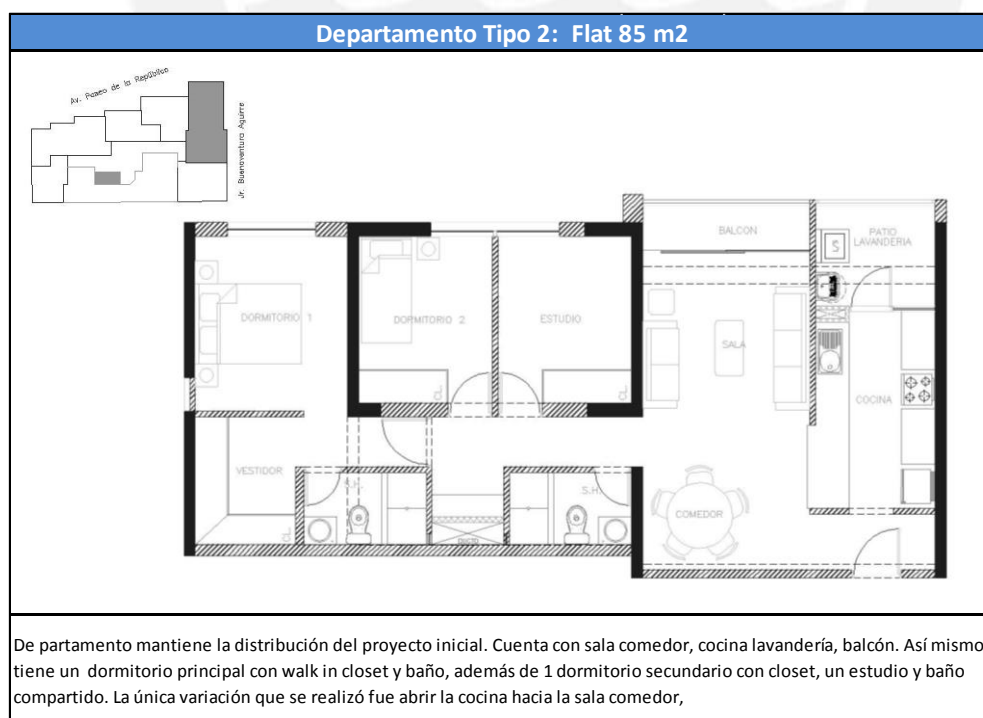 Departamento Tipo 2: Flat 85 m2
Av. Paseo de la República
Jr. Buenaventura Aguirre
BALCON
PATIO
LAVANDERIA
DORMITORIO 1
DORMITORIO 2
ESTUDIO
SALA
COCINA
CL.
CL.
VESTIDOR
S.H.
S.H.
COMEDOR
DUCTO
CL.
De partamento mantiene la distribución del proyecto inicial. Cuenta con sala comedor, cocina lavandería, balcón. Así mismo
tiene un dormitorio principal con walk in closet y baño, además de 1 dormitorio secundario con closet, un estudio y baño
compartido. La única variación que se realizó fue abrir la cocina hacia la sala comedor,